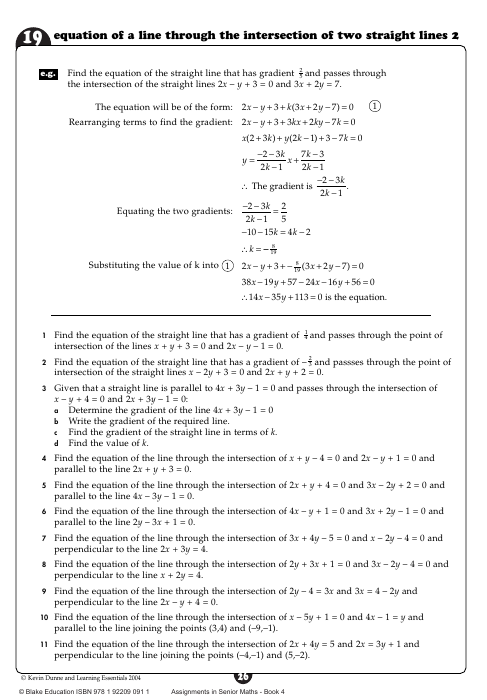 19 equation of a line through the intersection of two straight lines 2
e.g. Find the equation of the straight line that has gradient 2/5 and passes through
the intersection of the straight lines 2x − y + 3 = 0 and 3x + 2y = 7.
The equation will be of the form: 2x − y + 3 + k(3x + 2y − 7) = 0 ①
Rearranging terms to find the gradient: 2x − y + 3 + 3kx + 2ky − 7k = 0
x(2 + 3k) + y(2k − 1) + 3 − 7k = 0
y = (−2 − 3k)/(2k − 1) x + (7k − 3)/(2k − 1)
∴ The gradient is (−2 − 3k)/(2k − 1).
Equating the two gradients: (−2 − 3k)/(2k − 1) = 2/5
−10 − 15k = 4k − 2
∴ k = −8/19
Substituting the value of k into ① 2x − y + 3 + −8/19(3x + 2y − 7) = 0
38x − 19y + 57 − 24x − 16y + 56 = 0
∴ 14x − 35y + 113 = 0 is the equation.
1 Find the equation of the straight line that has a gradient of and passes through the point of
intersection of the lines x + y + 3 = 0 and 2x − y − 1 = 0.
2 Find the equation of the straight line that has a gradient of and passses through the point of
intersection of the straight lines x − 2y + 3 = 0 and 2x + y + 2 = 0.
3 Given that a straight line is parallel to 4x + 3y − 1 = 0 and passes through the intersection of
x − y + 4 = 0 and 2x + 3y − 1 = 0:
a Determine the gradient of the line 4x + 3y − 1 = 0
b Write the gradient of the required line.
c Find the gradient of the straight line in terms of k.
d Find the value of k.
4 Find the equation of the line through the intersection of x + y − 4 = 0 and 2x − y + 1 = 0 and
parallel to the line 2x + y + 3 = 0.
5 Find the equation of the line through the intersection of 2x + y + 4 = 0 and 3x − 2y + 2 = 0 and
parallel to the line 4x − 3y − 1 = 0.
6 Find the equation of the line through the intersection of 4x − y + 1 = 0 and 3x + 2y − 1 = 0 and
parallel to the line 2y − 3x + 1 = 0.
7 Find the equation of the line through the intersection of 3x + 4y − 5 = 0 and x − 2y − 4 = 0 and
perpendicular to the line 2x + 3y = 4.
8 Find the equation of the line through the intersection of 2y + 3x + 1 = 0 and 3x − 2y − 4 = 0 and
perpendicular to the line x + 2y = 4.
9 Find the equation of the line through the intersection of 2y − 4 = 3x and 3x = 4 − 2y and
perpendicular to the line 2x − y + 4 = 0.
10 Find the equation of the line through the intersection of x − 5y + 1 = 0 and 4x − 1 = y and
parallel to the line joining the points (3,4) and (−9,−1).
11 Find the equation of the line through the intersection of 2x + 4y = 5 and 2x = 3y + 1 and
perpendicular to the line joining the points (−4,−1) and (5,−2).
© Kevin Dunne and Learning Essentials 2004
26
© Blake Education ISBN 978 1 92209 091 1 Assignments in Senior Maths - Book 4